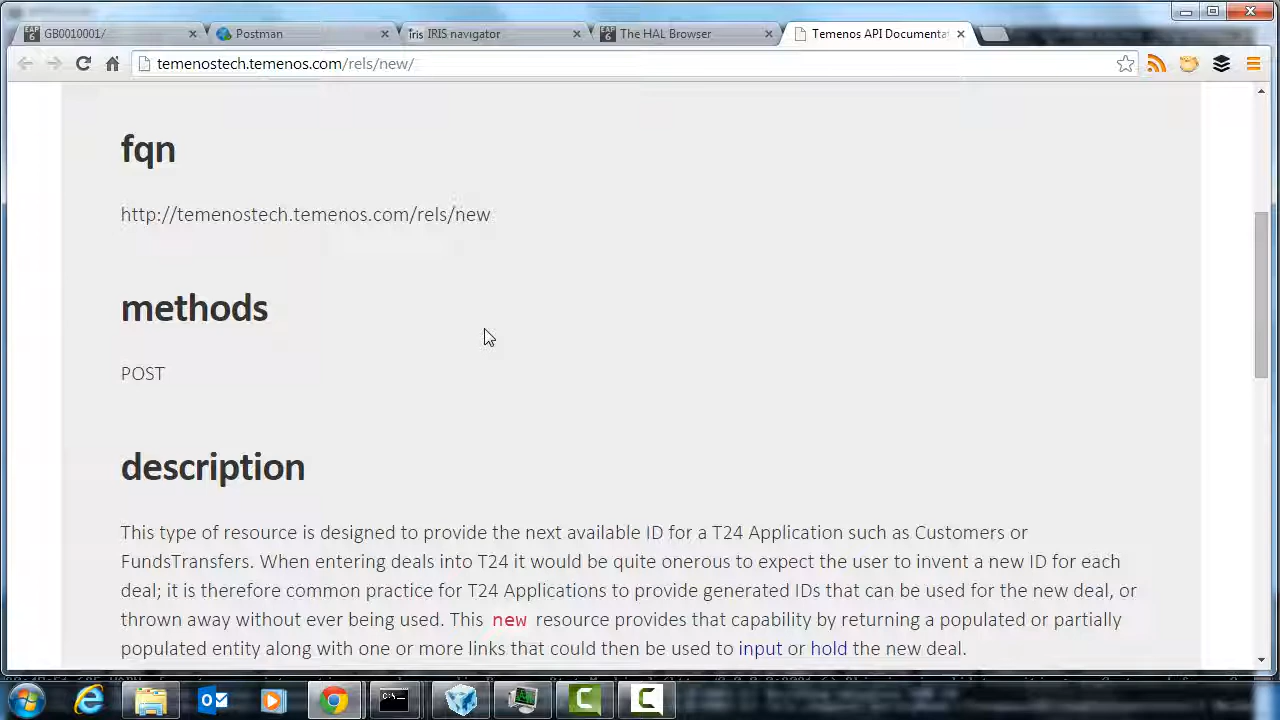 GB0010001/
Postman
IRIS navigator
The HAL Browser
Temenos API Documenta
temenostech.temenos.com/rels/new/
fqn
http://temenostech.temenos.com/rels/new
methods
POST
description
This type of resource is designed to provide the next available ID for a T24 Application such as Customers or
FundsTransfers. When entering deals into T24 it would be quite onerous to expect the user to invent a new ID for each
deal; it is therefore common practice for T24 Applications to provide generated IDs that can be used for the new deal, or
thrown away without ever being used. This new resource provides that capability by returning a populated or partially
populated entity along with one or more links that could then be used to input or hold the new deal.